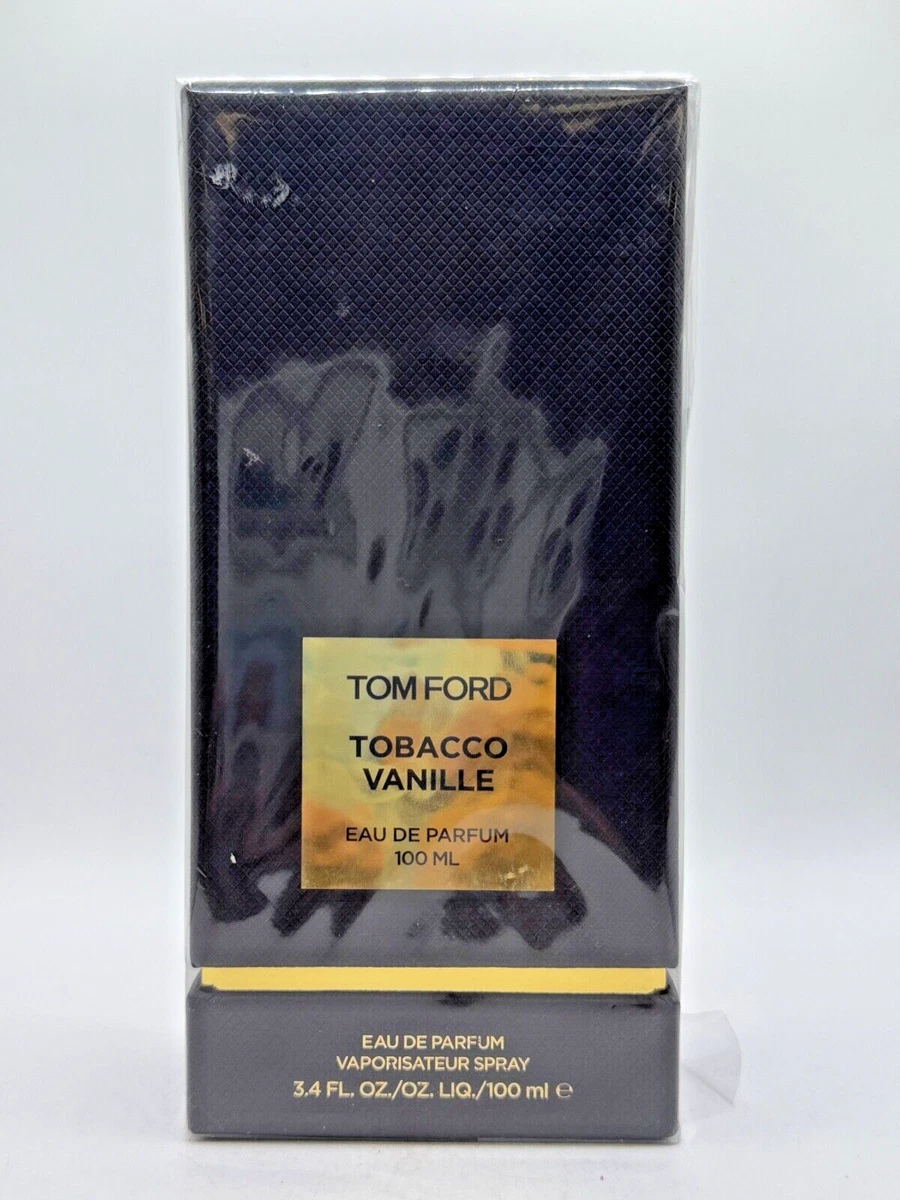 TOM FORD
TOBACCO
VANILLE
EAU DE PARFUM
100 ML
EAU DE PARFUM
VAPORISATEUR SPRAY
3.4 FL. OZ./OZ. LIQ./100 ml ℮